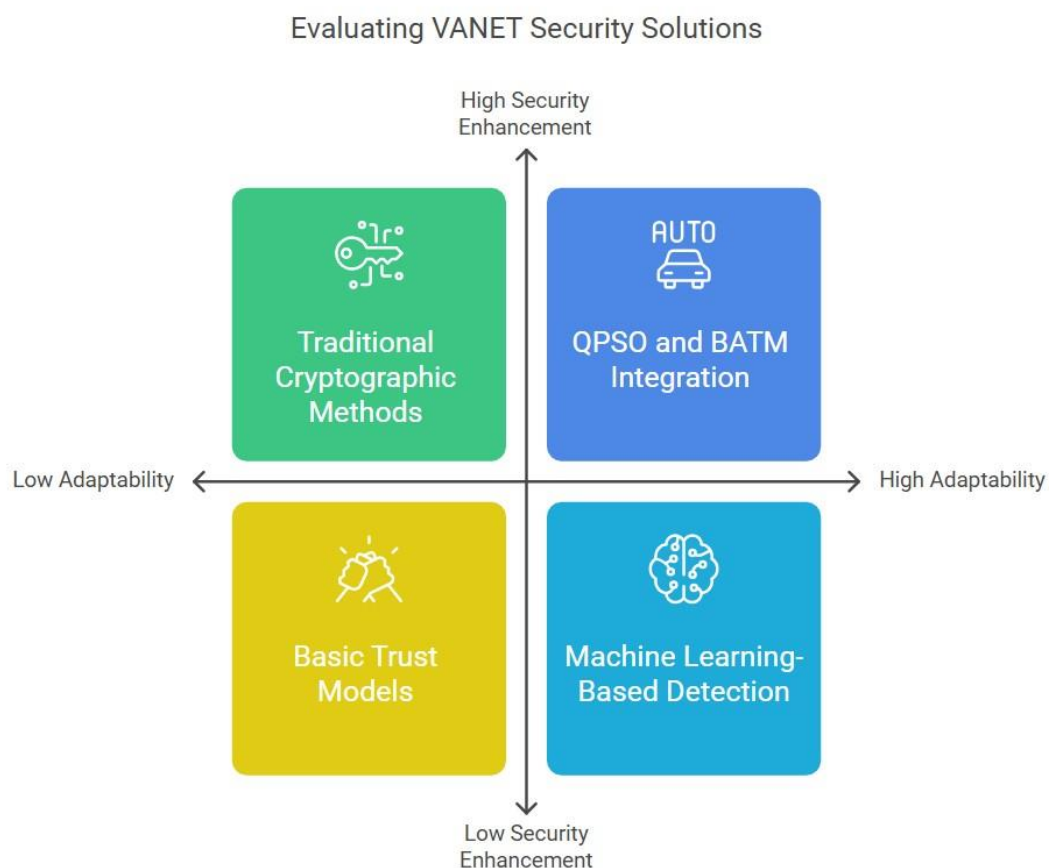 Evaluating VANET Security Solutions
High Security
Enhancement
AUTO
Traditional
Cryptographic
Methods
QPSO and BATM
Integration
Low Adaptability
High Adaptability
Basic Trust
Models
Machine Learning-
Based Detection
Low Security
Enhancement